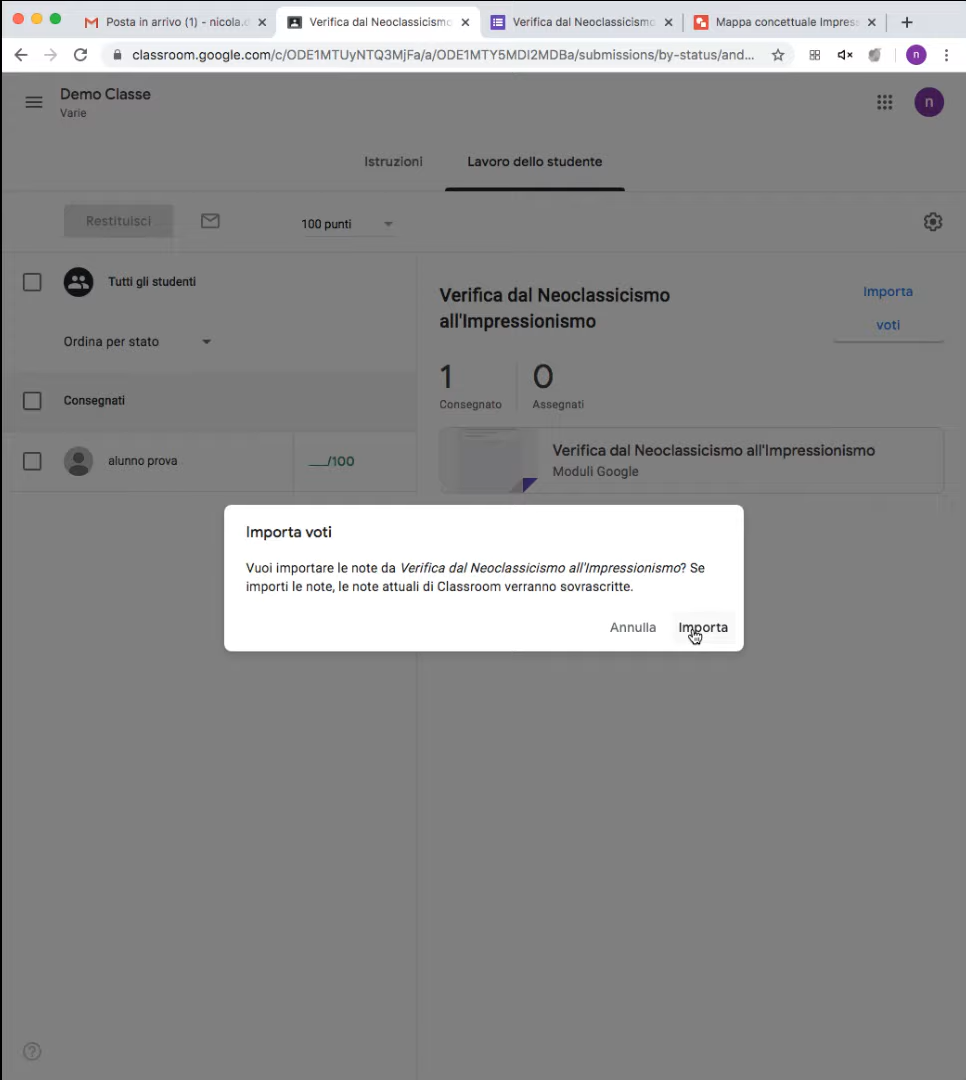 Posta in arrivo (1) - nicola.d
Verifica dal Neoclassicismo
Verifica dal Neoclassicismo
Mappa concettuale Impres
classroom.google.com/c/ODE1MTUyNTQ3MjFa/a/ODE1MTY5MDI2MDBa/submissions/by-status/and...
n
Demo Classe
Varie
n
Istruzioni
Lavoro dello studente
Restituisci
100 punti
Tutti gli studenti
Ordina per stato
Consegnati
alunno prova
__/100
Verifica dal Neoclassicismo
all'Impressionismo
Importa
voti
1
Consegnato
0
Assegnati
Verifica dal Neoclassicismo all'Impressionismo
Moduli Google
Importa voti
Vuoi importare le note da Verifica dal Neoclassicismo all'Impressionismo? Se
importi le note, le note attuali di Classroom verranno sovrascritte.
Annulla
Importa